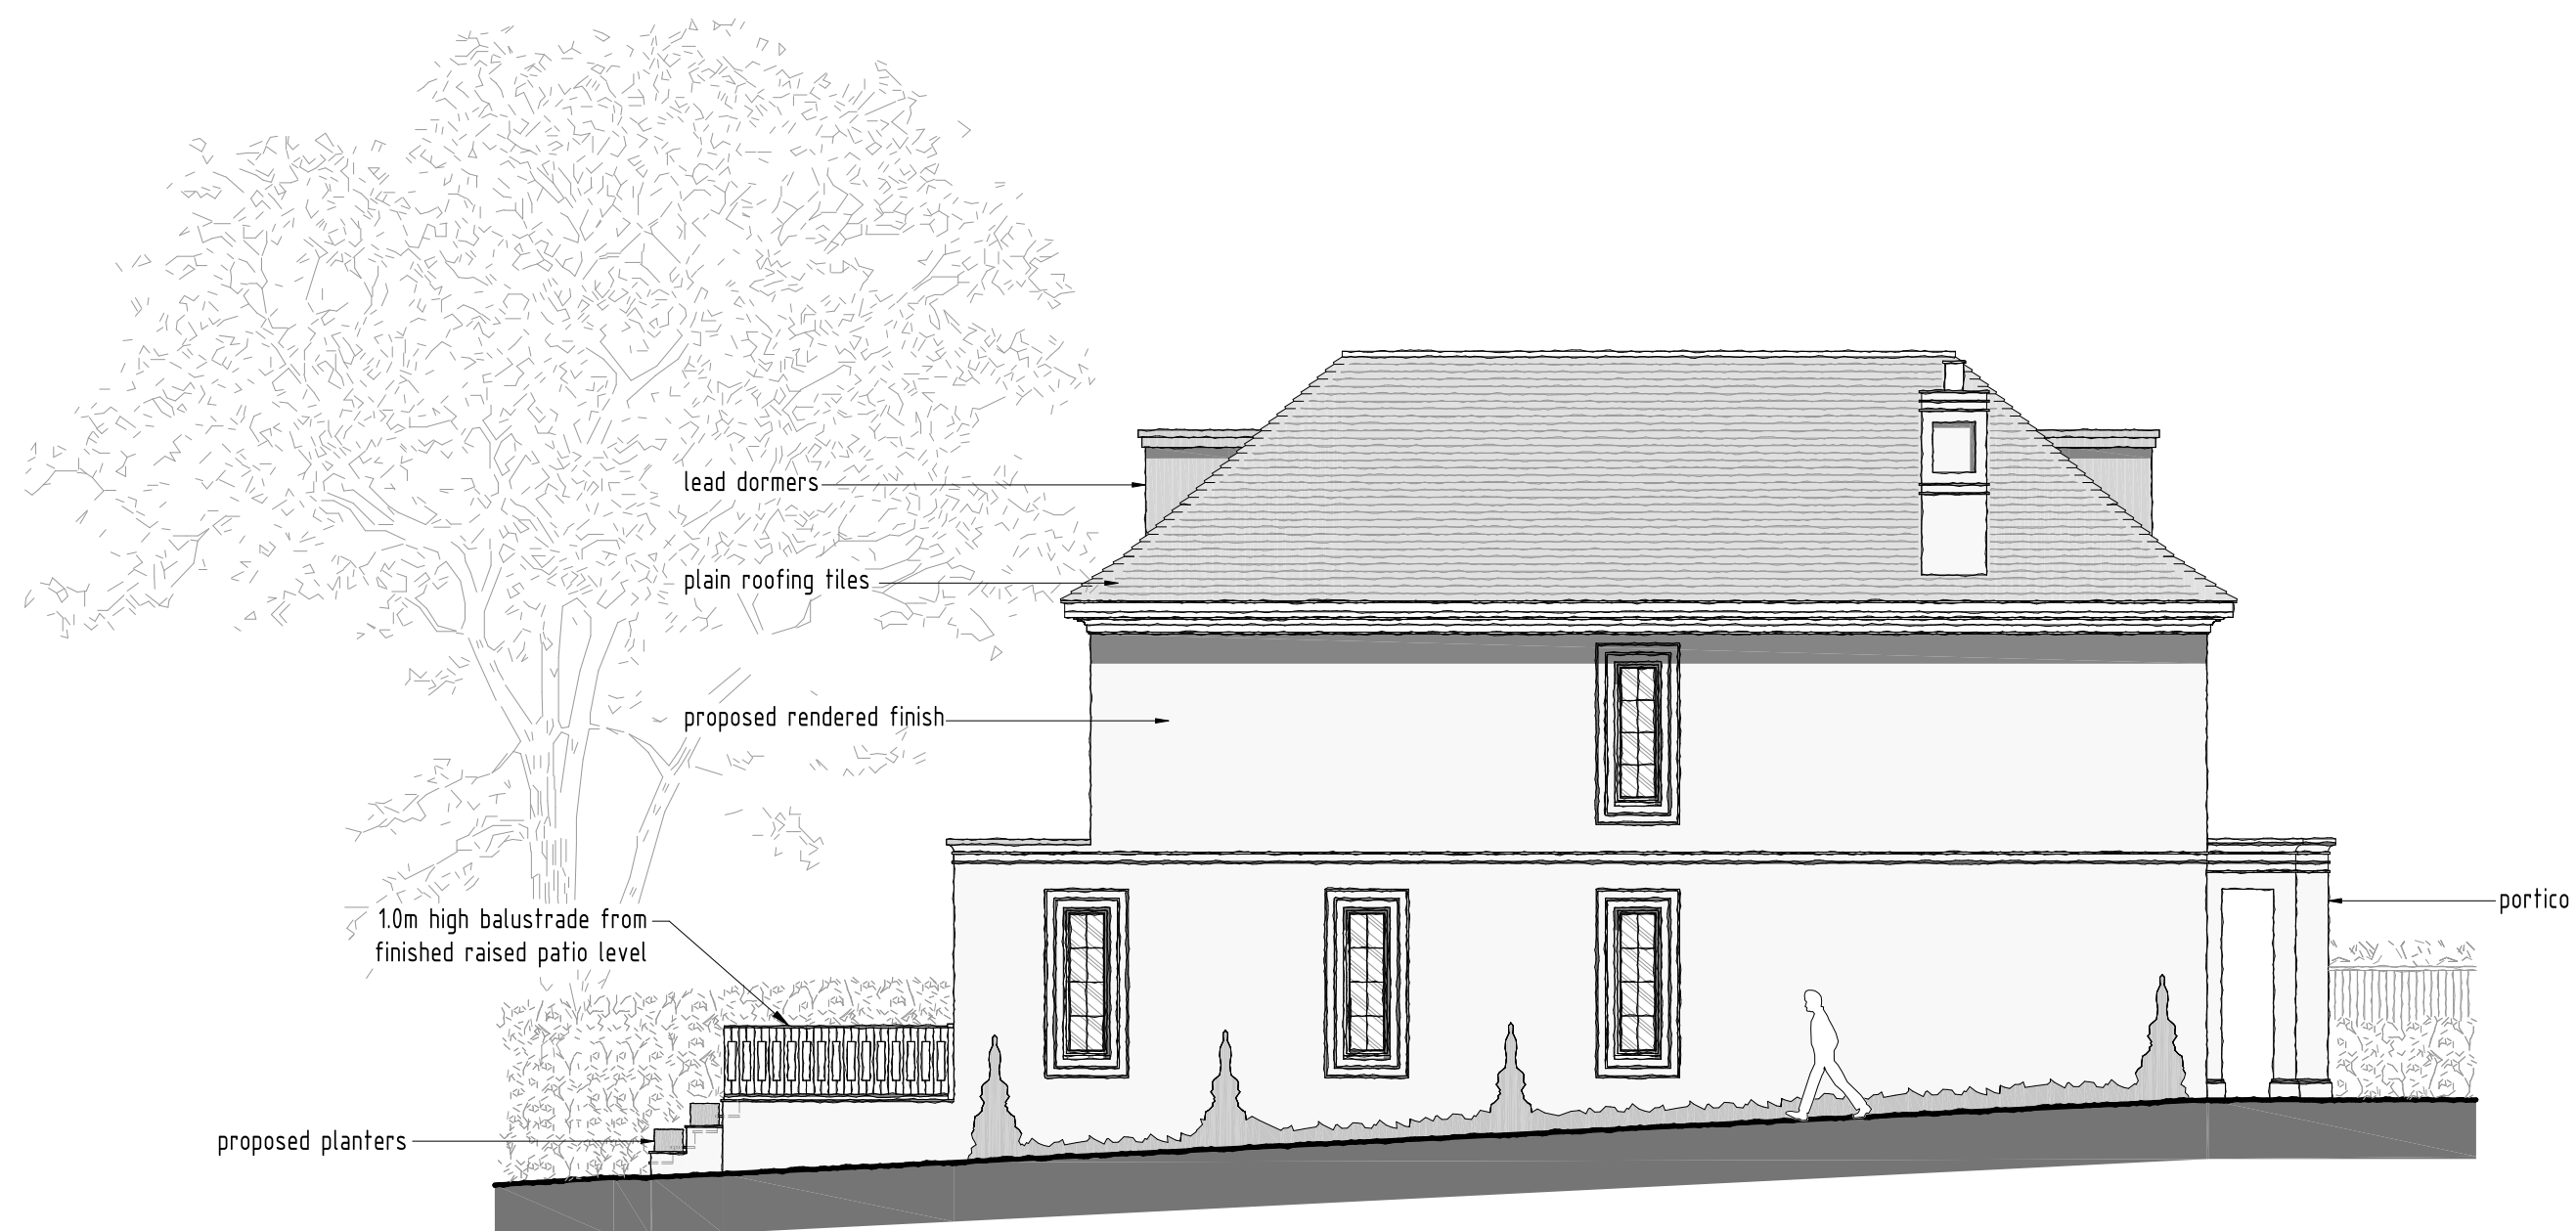 lead dormers
plain roofing tiles
proposed rendered finish
1.0m high balustrade from
finished raised patio level
portico
proposed planters